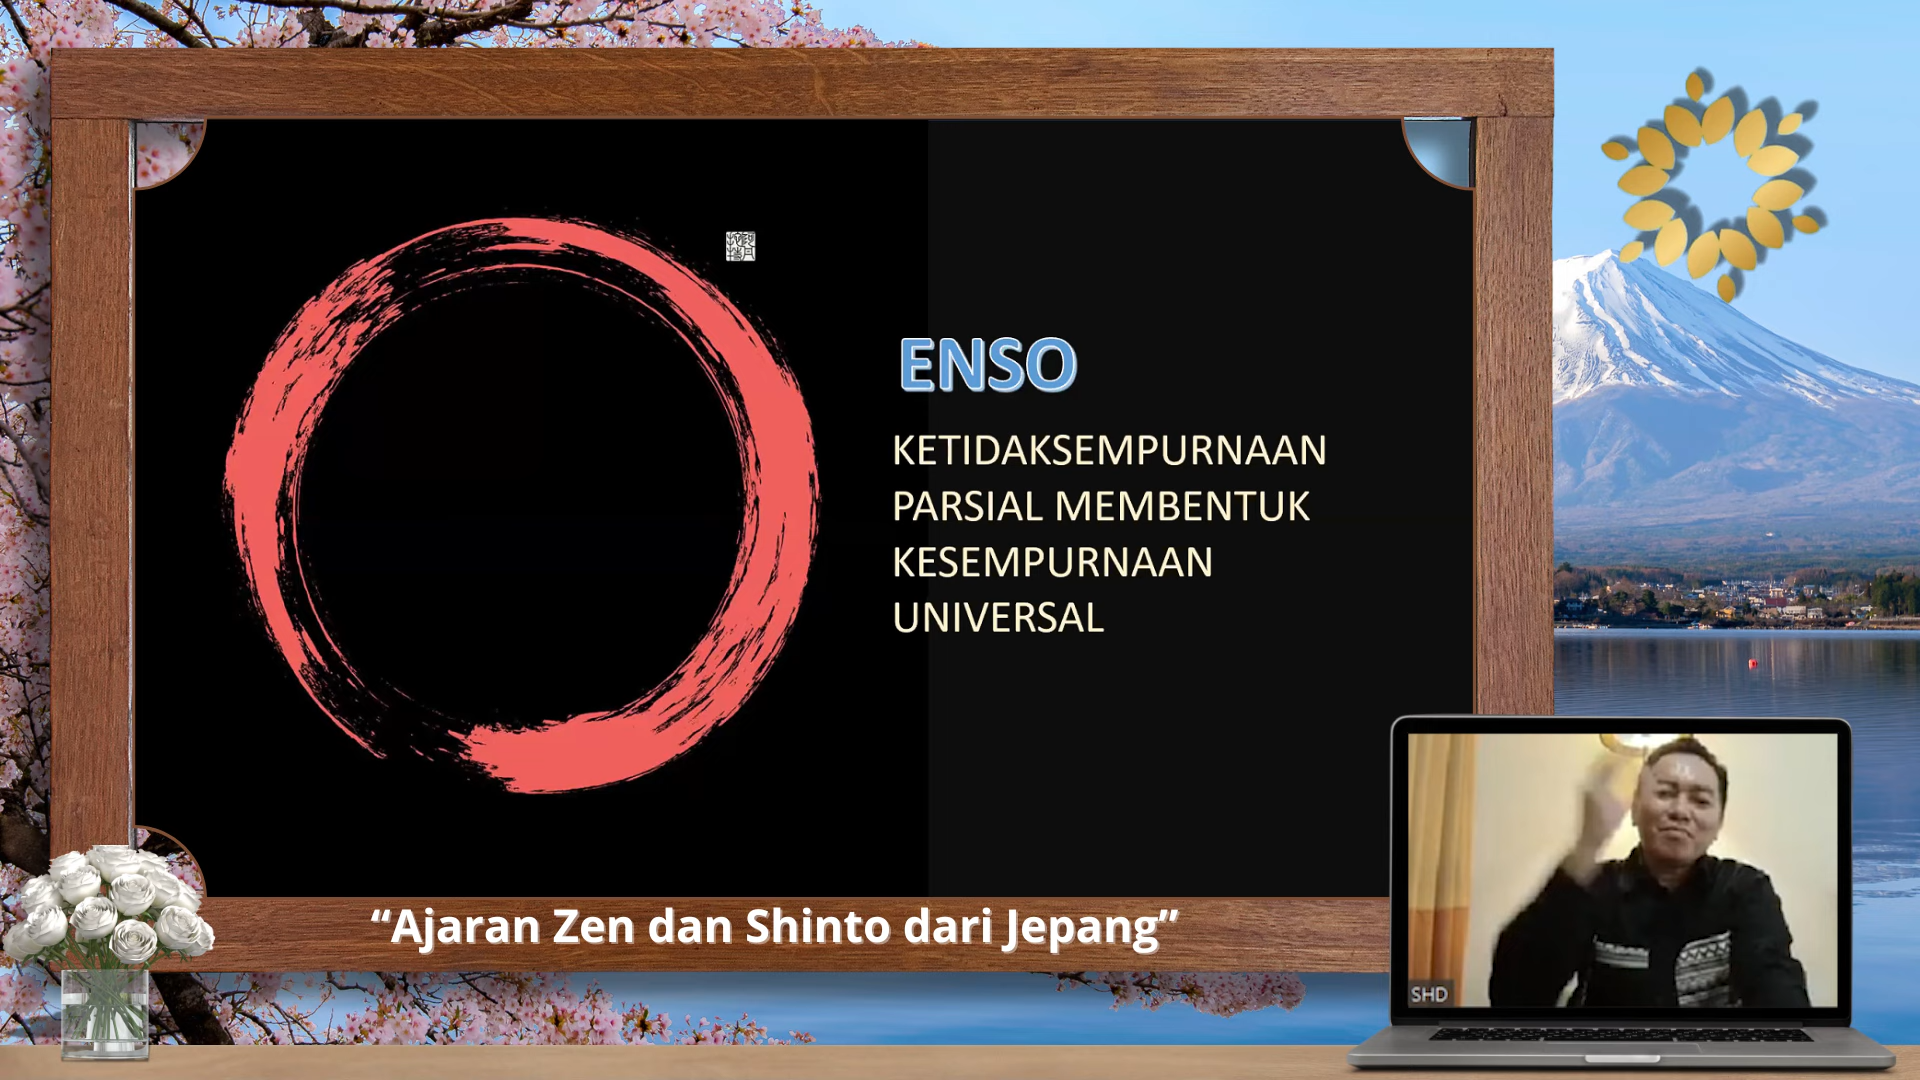 ENSO
KETIDAKSEMPURNAAN
PARSIAL MEMBENTUK
KESEMPURNAAN
UNIVERSAL
“Ajaran Zen dan Shinto dari Jepang”
SHD